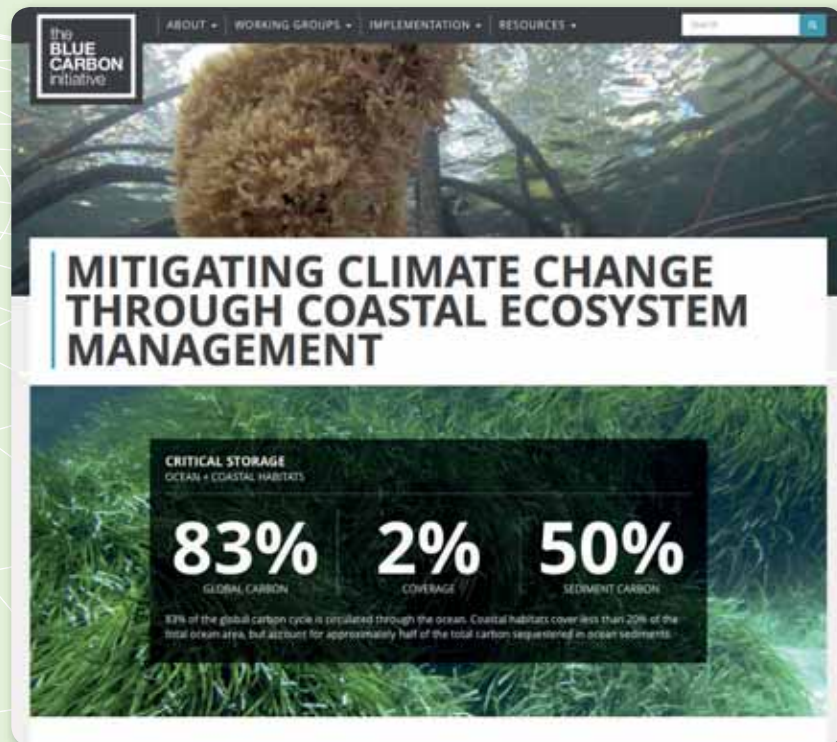 the
BLUE
CARBON
initiative
ABOUT
WORKING GROUPS
IMPLEMENTATION
RESOURCES
Search
MITIGATING CLIMATE CHANGE
THROUGH COASTAL ECOSYSTEM
MANAGEMENT
CRITICAL STORAGE
OCEAN + COASTAL HABITATS
83% 2% 50%
GLOBAL CARBON COVERAGE SEDIMENT CARBON
83% of the global carbon cycle is circulated through the ocean. Coastal habitats cover less than 20% of the
total ocean area, but account for approximately half of the total carbon sequestered in ocean sediments.